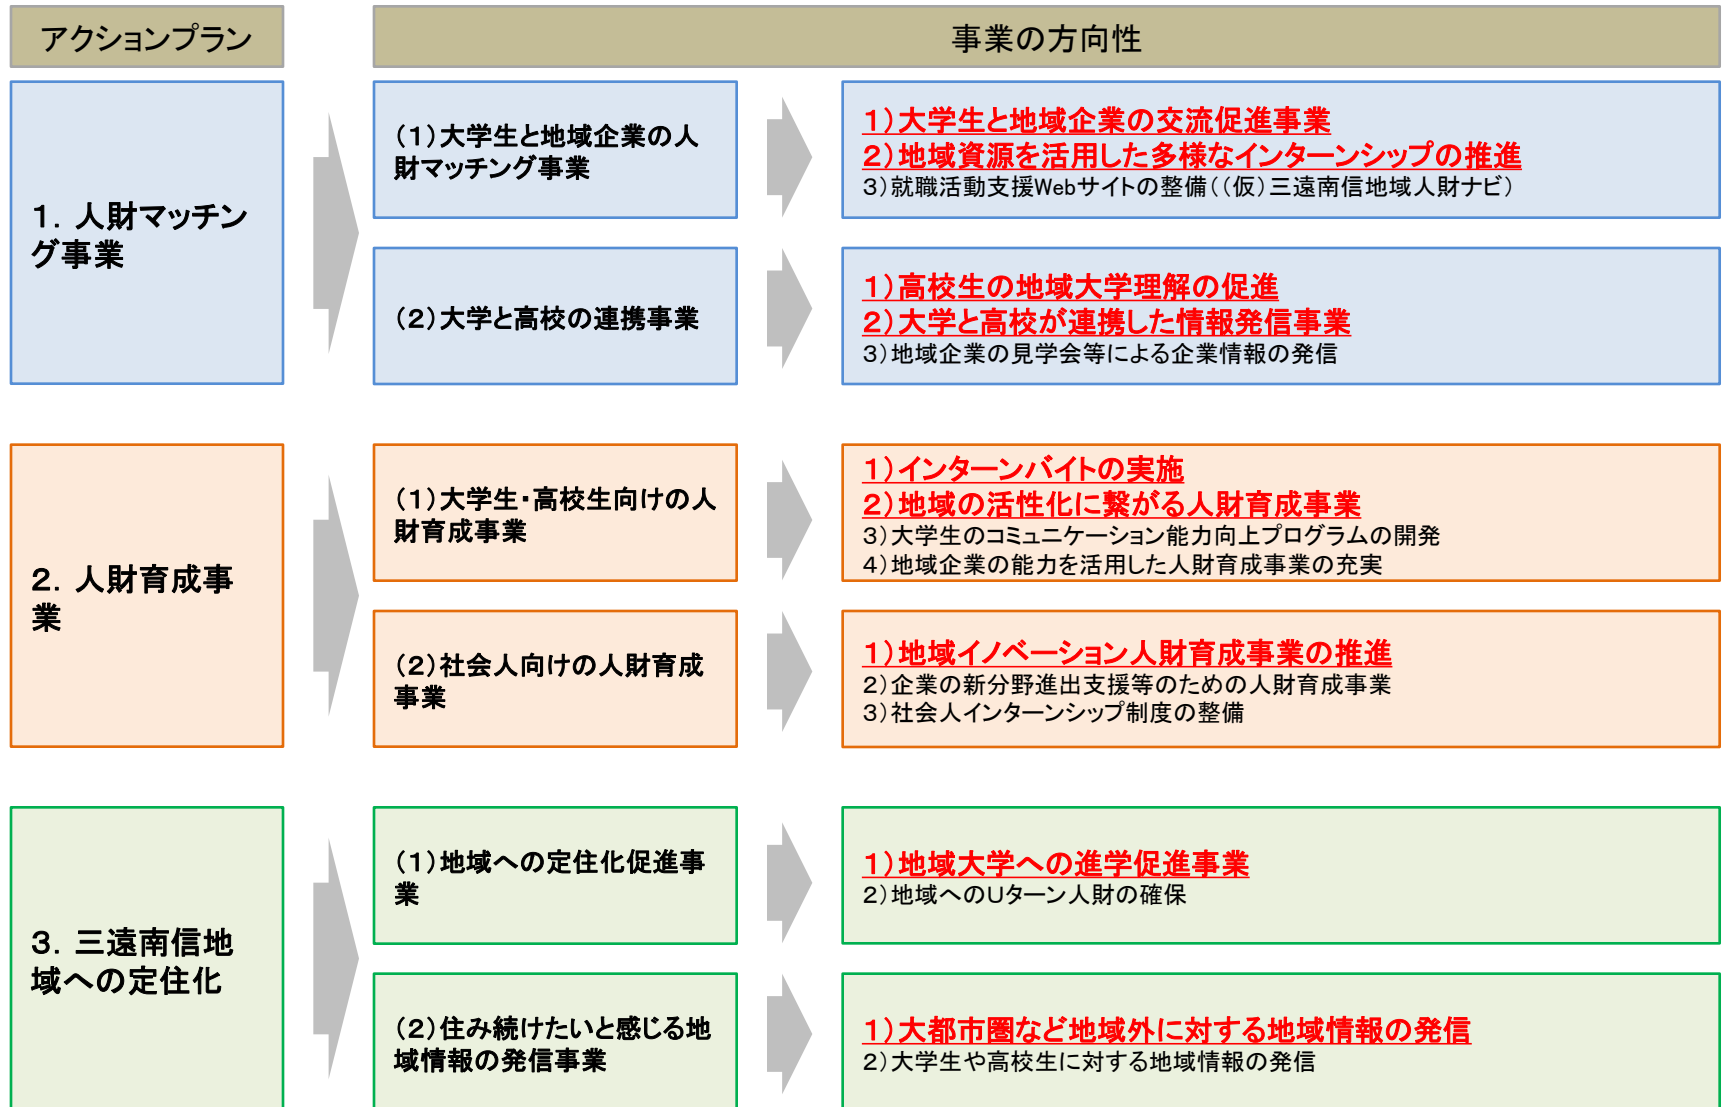 アクションプラン
事業の方向性
1．人財マッチン
グ事業
（1）大学生と地域企業の人
財マッチング事業
1）大学生と地域企業の交流促進事業
2）地域資源を活用した多様なインターンシップの推進
3）就職活動支援Webサイトの整備（（仮）三遠南信地域人財ナビ）
（2）大学と高校の連携事業
1）高校生の地域大学理解の促進
2）大学と高校が連携した情報発信事業
3）地域企業の見学会等による企業情報の発信
2．人財育成事
業
（1）大学生・高校生向けの人
財育成事業
1）インターンバイトの実施
2）地域の活性化に繋がる人財育成事業
3）大学生のコミュニケーション能力向上プログラムの開発
4）地域企業の能力を活用した人財育成事業の充実
（2）社会人向けの人財育成
事業
1）地域イノベーション人財育成事業の推進
2）企業の新分野進出支援等のための人財育成事業
3）社会人インターンシップ制度の整備
3．三遠南信地
域への定住化
（1）地域への定住化促進事
業
1）地域大学への進学促進事業
2）地域へのUターン人財の確保
（2）住み続けたいと感じる地
域情報の発信事業
1）大都市圏など地域外に対する地域情報の発信
2）大学生や高校生に対する地域情報の発信